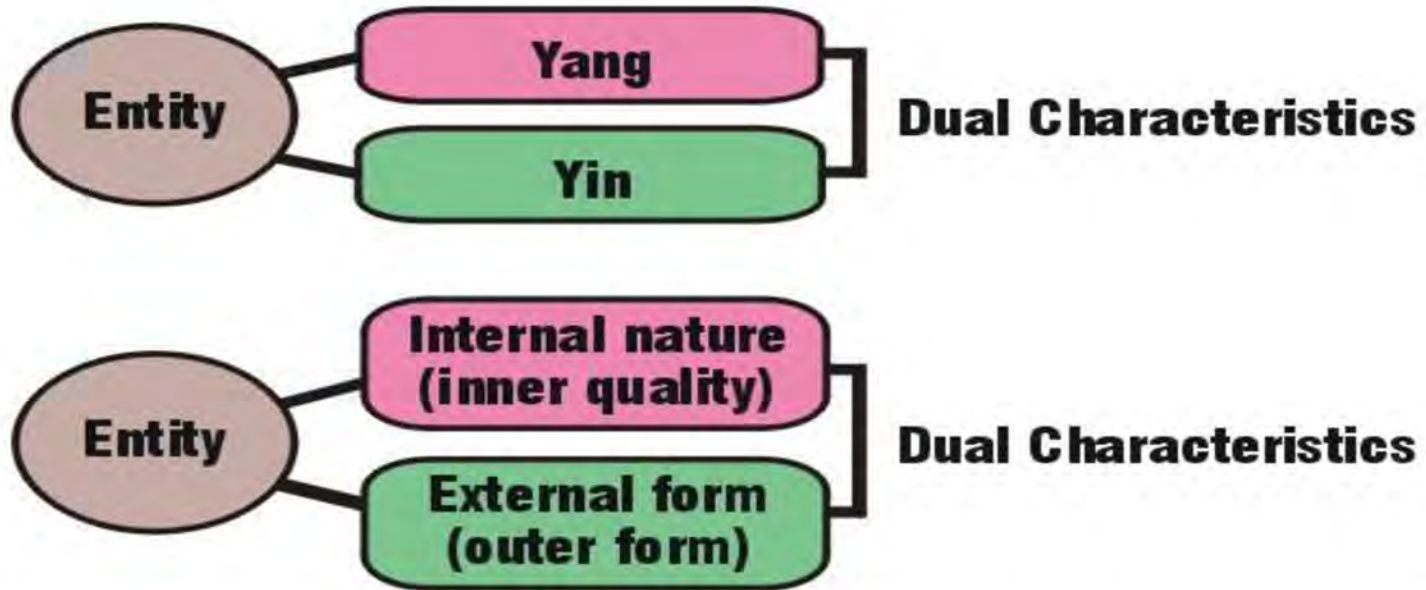 Entity
Yang
Yin
Dual Characteristics
Entity
Internal nature
(inner quality)
External form
(outer form)
Dual Characteristics